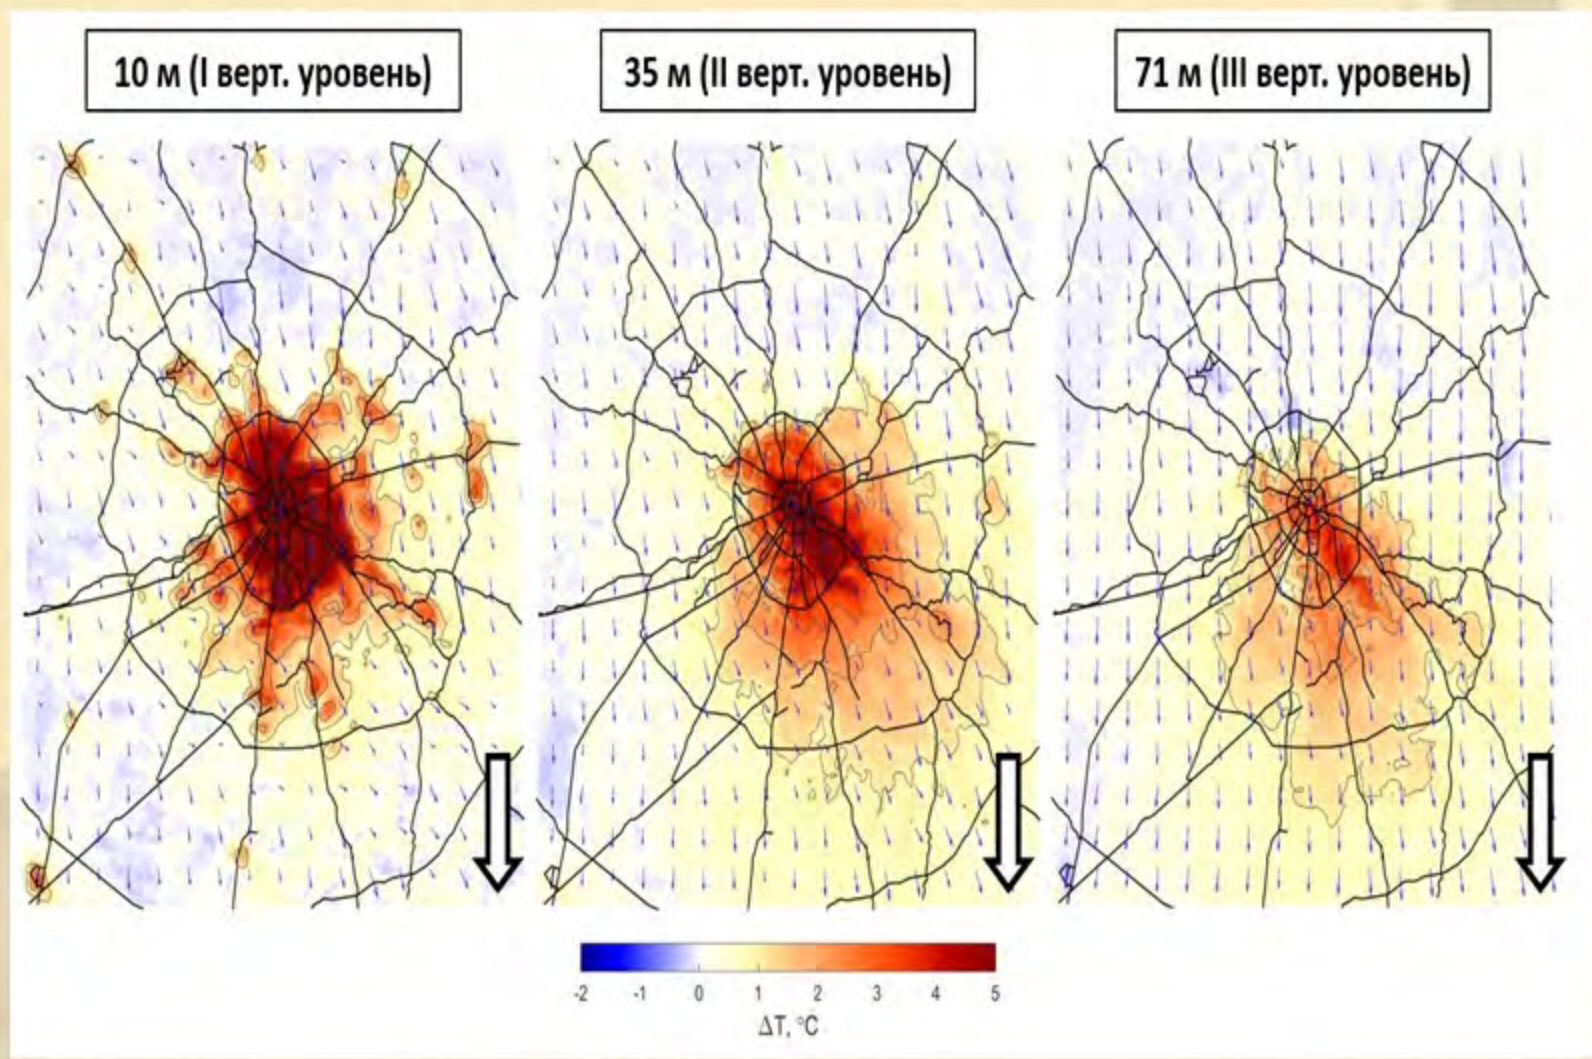 10 м (I верт. уровень)
35 м (II верт. уровень)
71 м (III верт. уровень)
-2 -1 0 1 2 3 4 5
ΔT, °C